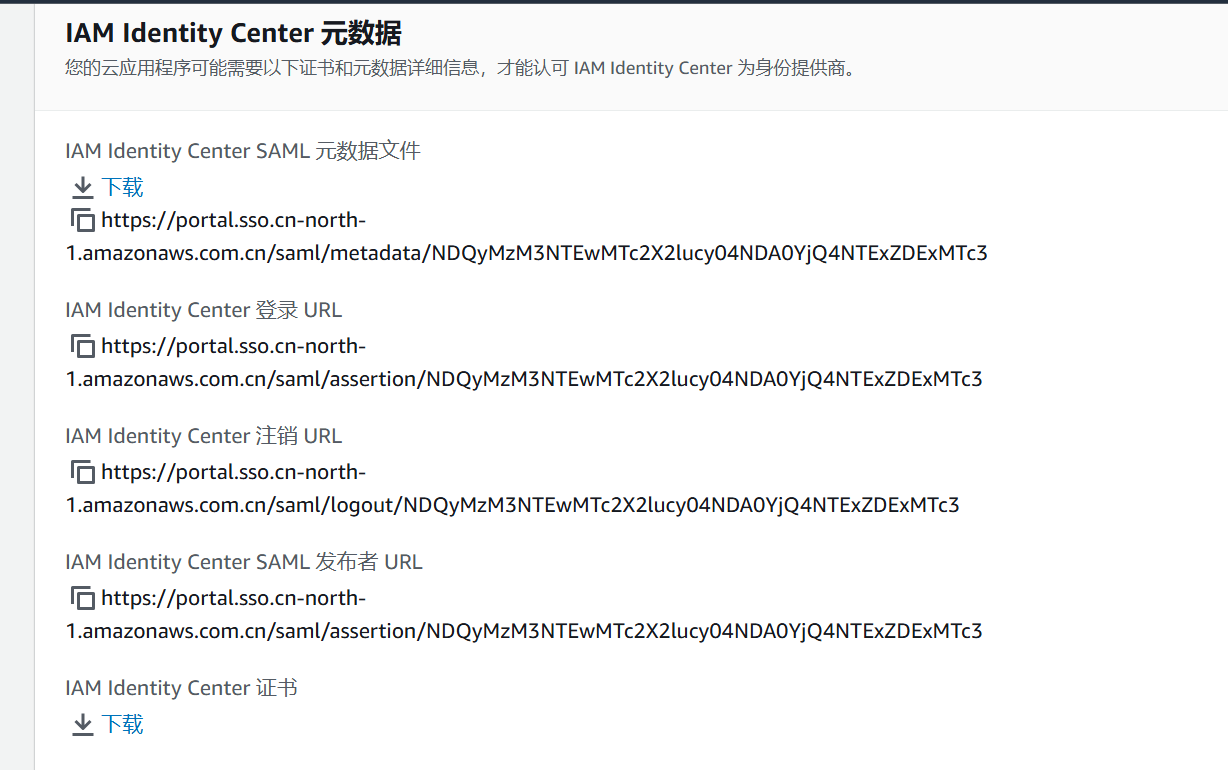 IAM Identity Center 元数据
您的云应用程序可能需要以下证书和元数据详细信息，才能认可 IAM Identity Center 为身份提供商。
IAM Identity Center SAML 元数据文件
下载
https://portal.sso.cn-north-
1.amazonaws.com.cn/saml/metadata/NDQyMzM3NTEwMTc2X2lucy04NDA0YjQ4NTExZDExMTc3
IAM Identity Center 登录 URL
https://portal.sso.cn-north-
1.amazonaws.com.cn/saml/assertion/NDQyMzM3NTEwMTc2X2lucy04NDA0YjQ4NTExZDExMTc3
IAM Identity Center 注销 URL
https://portal.sso.cn-north-
1.amazonaws.com.cn/saml/logout/NDQyMzM3NTEwMTc2X2lucy04NDA0YjQ4NTExZDExMTc3
IAM Identity Center SAML 发布者 URL
https://portal.sso.cn-north-
1.amazonaws.com.cn/saml/assertion/NDQyMzM3NTEwMTc2X2lucy04NDA0YjQ4NTExZDExMTc3
IAM Identity Center 证书
下载